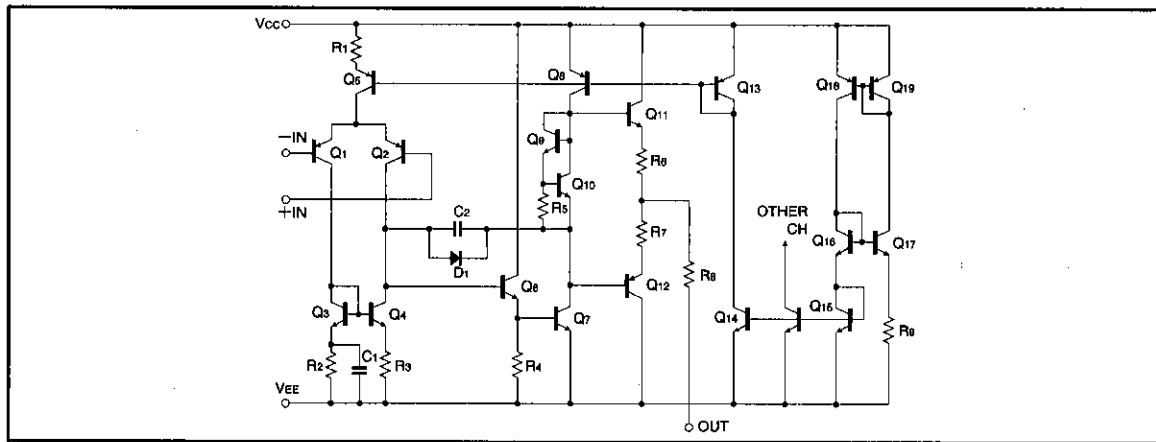 VCC
R1
Q5
Q8
Q13
Q18
Q19
Q11
Q9
−IN
Q1
Q2
R6
Q10
+IN
R5
OTHER
CH
C2
R7
Q16
Q17
D1
Q6
Q12
R8
Q3
Q4
Q7
Q14
Q15
R9
R2
C1
R3
R4
VEE
OUT